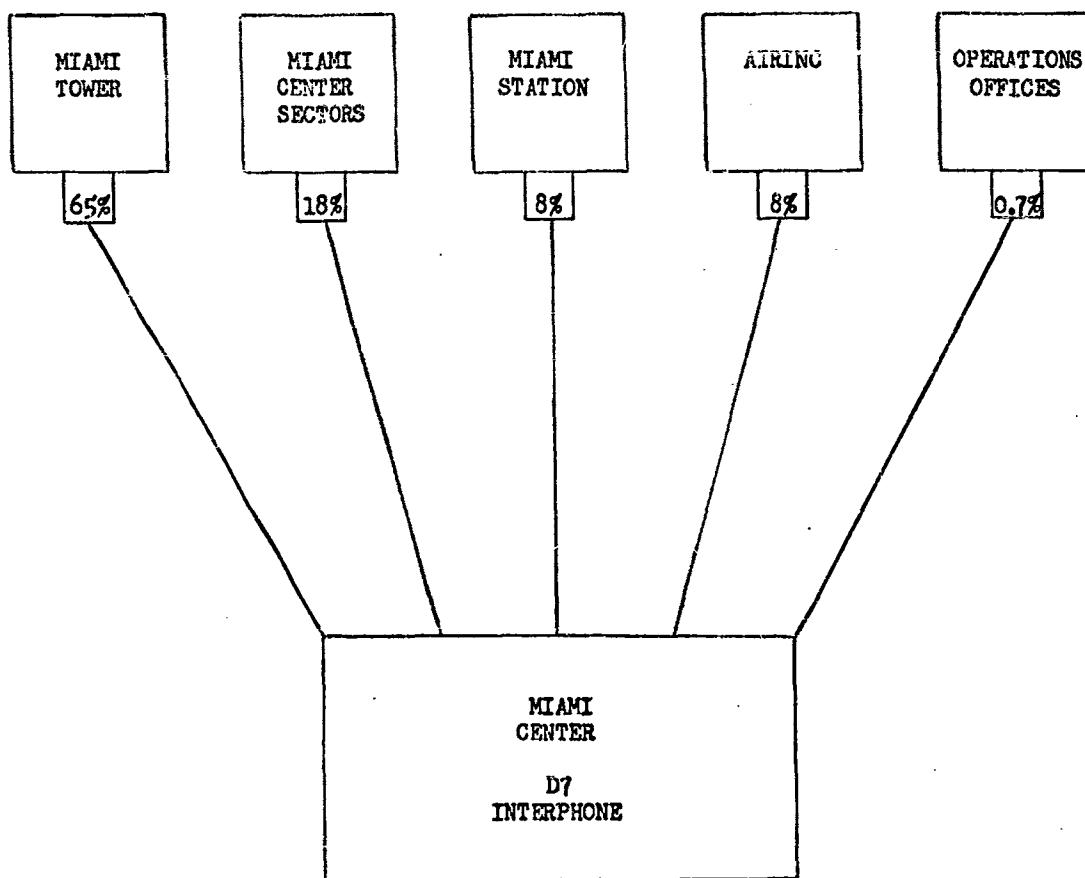 MIAMI
TOWER
MIAMI
CENTER
SECTORS
MIAMI
STATION
AIRINC
OPERATIONS
OFFICES
65%
18%
8%
8%
0.7%
MIAMI
CENTER
D7
INTERPHONE